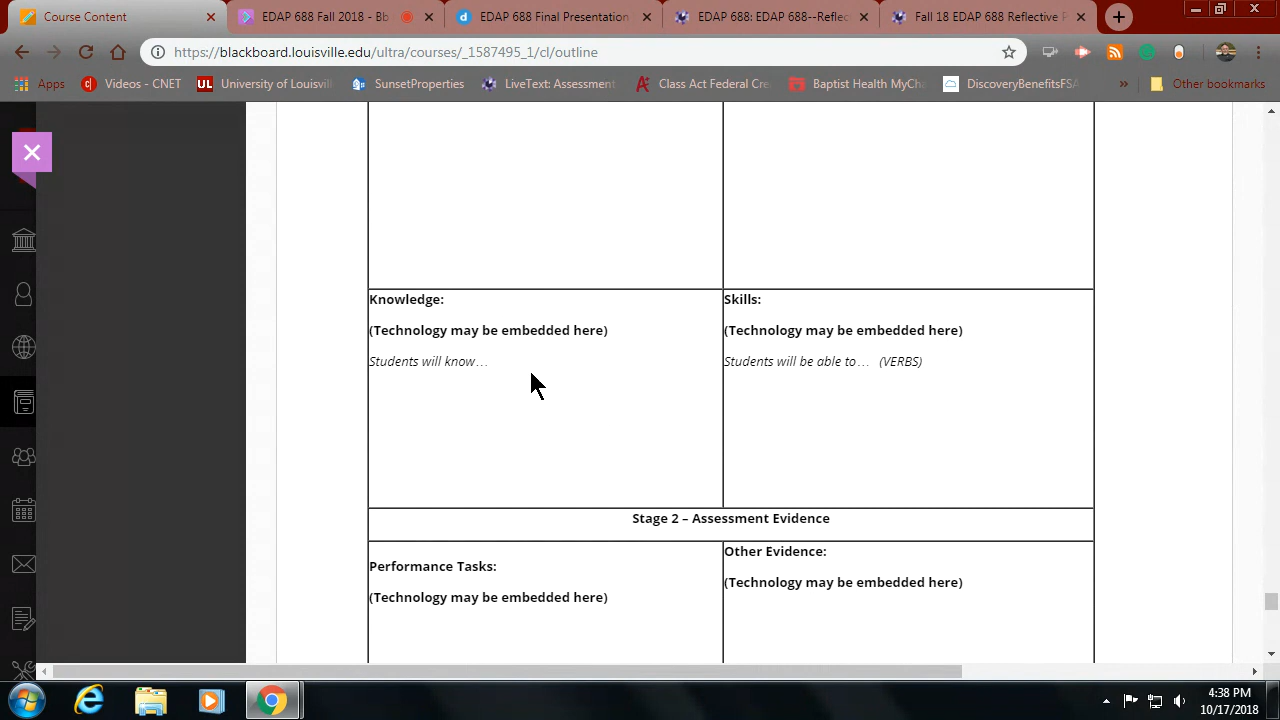 Course Content
EDAP 688 Fall 2018 - Bb
EDAP 688 Final Presentation
EDAP 688: EDAP 688--Reflec
Fall 18 EDAP 688 Reflective P
https://blackboard.louisville.edu/ultra/courses/_1587495_1/cl/outline
Apps
Videos - CNET
University of Louisvil
SunsetProperties
LiveText: Assessment
Class Act Federal Cre
Baptist Health MyCha
DiscoveryBenefitsFSA
»
Other bookmarks
Knowledge:
(Technology may be embedded here)
Students will know…
Skills:
(Technology may be embedded here)
Students will be able to… (VERBS)
Stage 2 – Assessment Evidence
Performance Tasks:
(Technology may be embedded here)
Other Evidence:
(Technology may be embedded here)
4:38 PM
10/17/2018